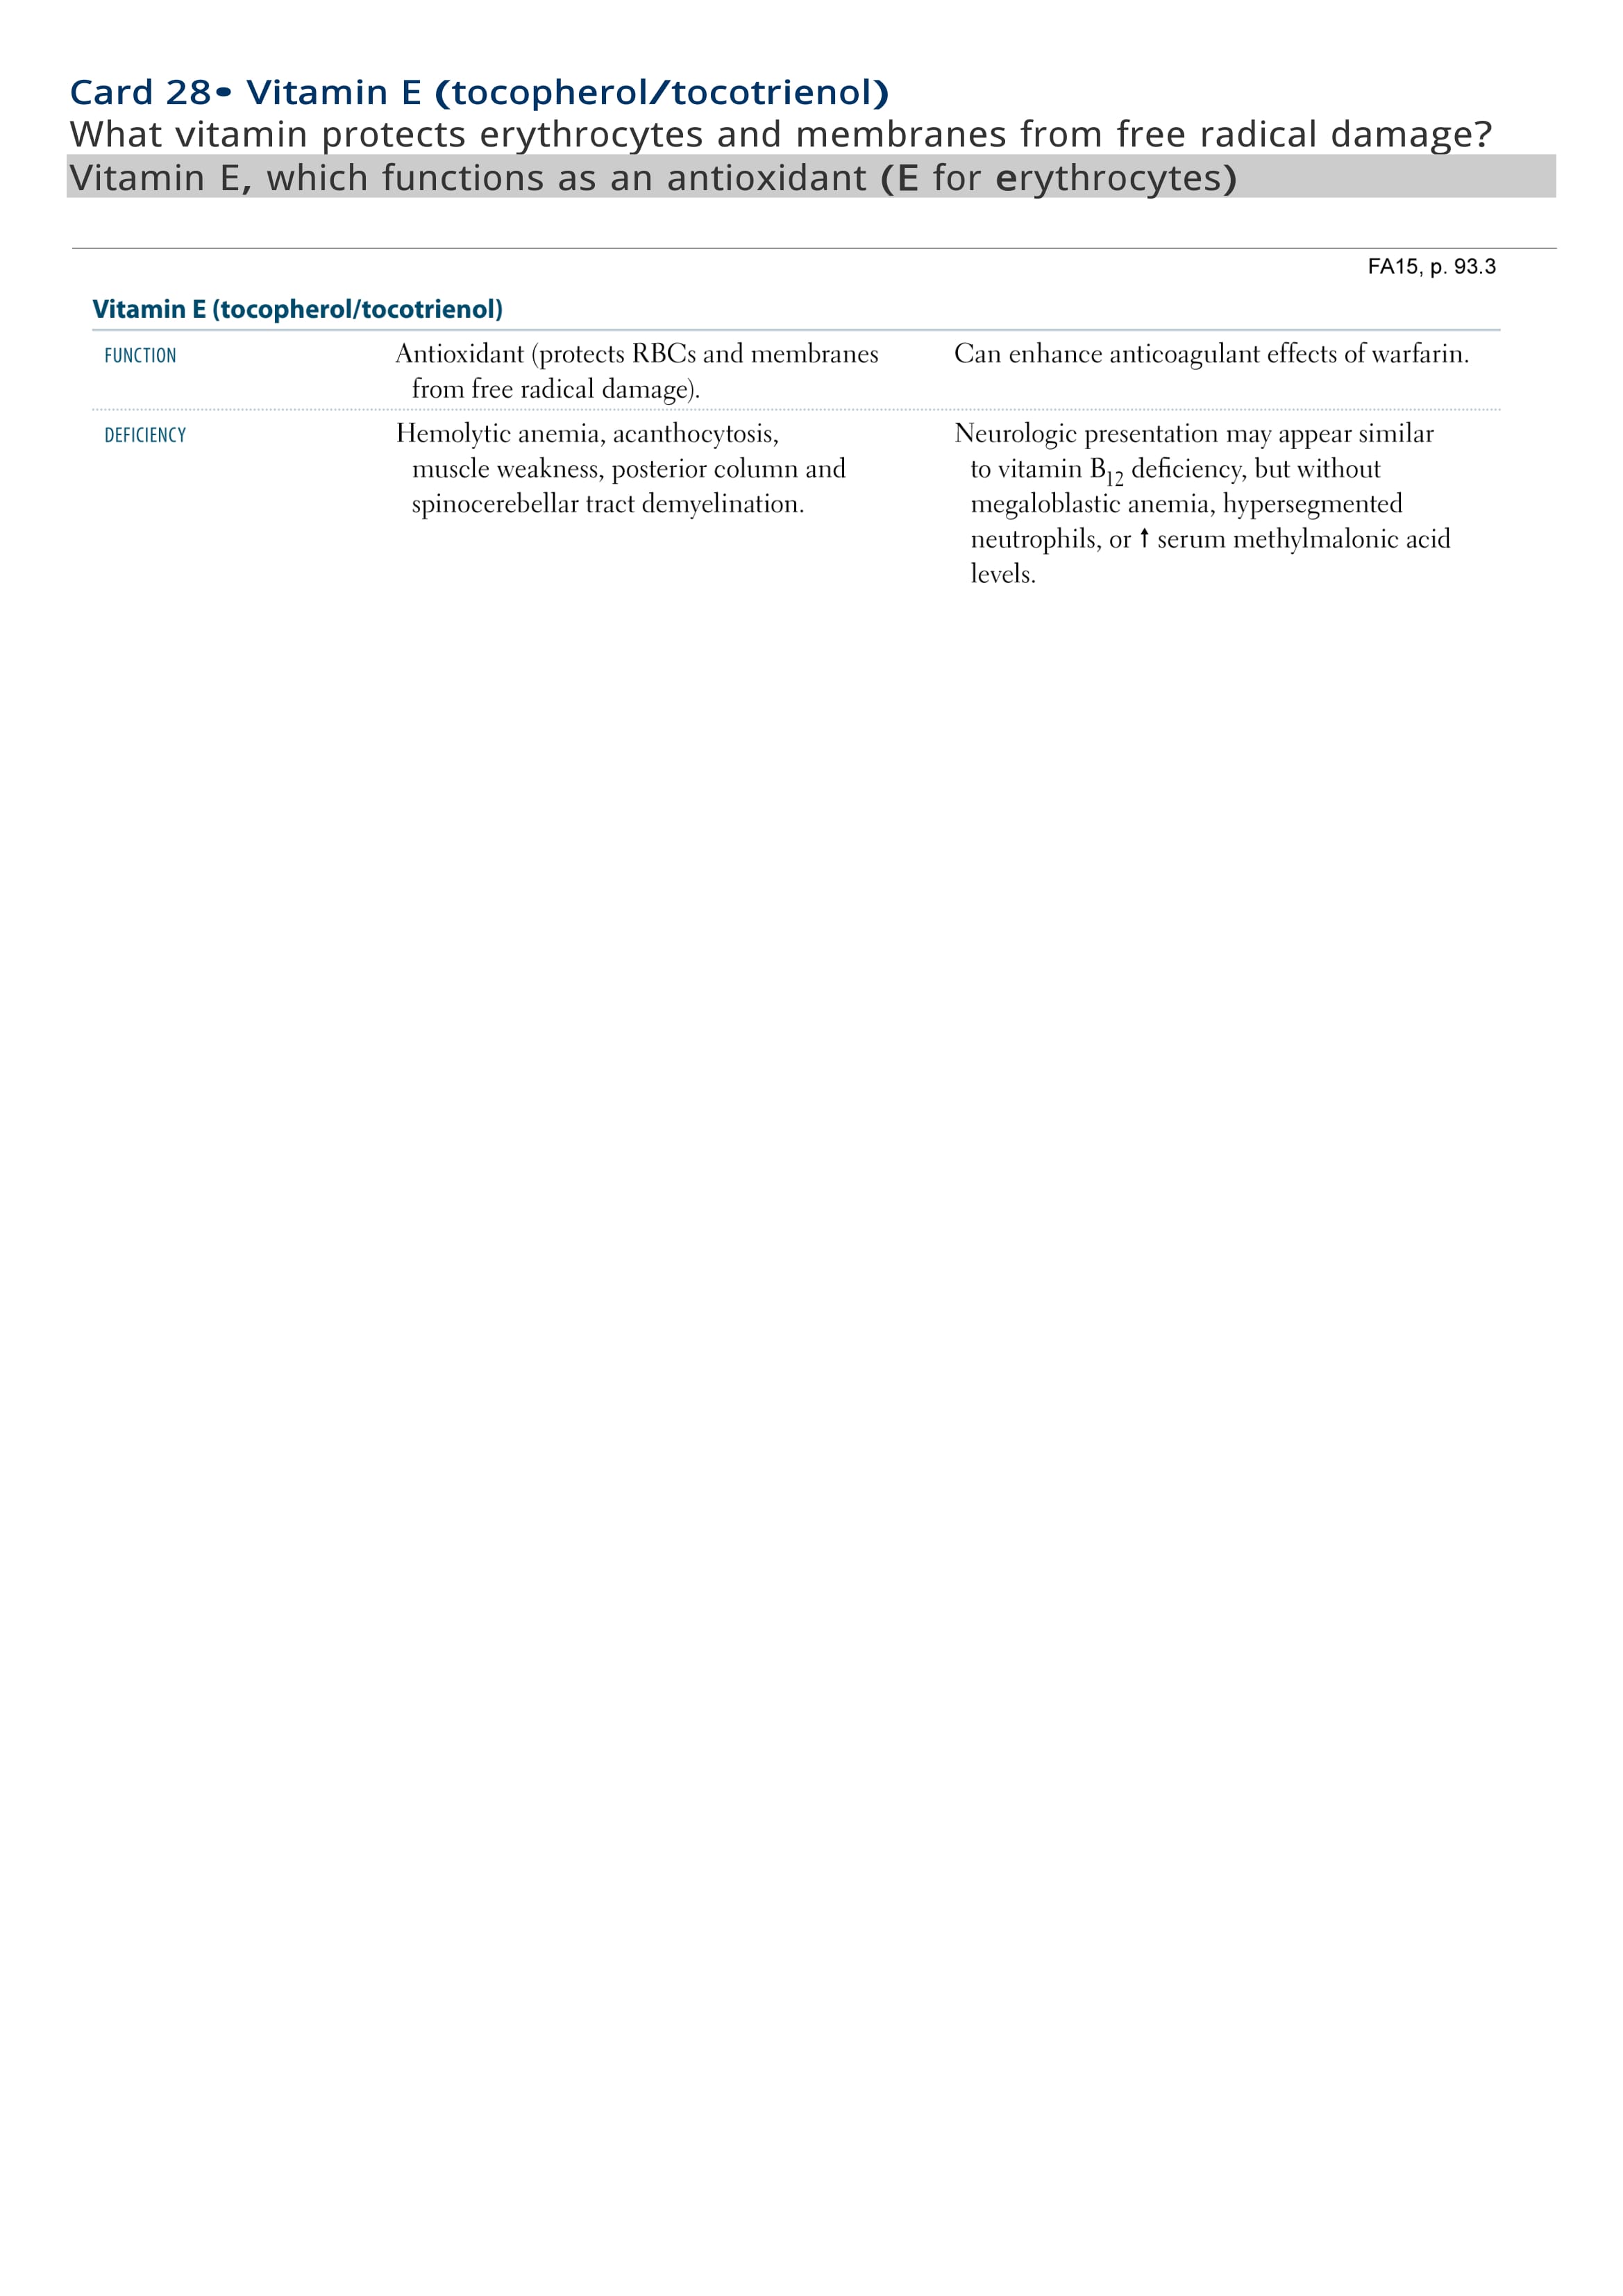 Card 28• Vitamin E (tocopherol/tocotrienol)
What vitamin protects erythrocytes and membranes from free radical damage?
Vitamin E, which functions as an antioxidant (E for erythrocytes)
FA15, p. 93.3
Vitamin E (tocopherol/tocotrienol)
FUNCTION
Antioxidant (protects RBCs and membranes
from free radical damage).
Can enhance anticoagulant effects of warfarin.
DEFICIENCY
Hemolytic anemia, acanthocytosis,
muscle weakness, posterior column and
spinocerebellar tract demyelination.
Neurologic presentation may appear similar
to vitamin B12 deficiency, but without
megaloblastic anemia, hypersegmented
neutrophils, or ↑ serum methylmalonic acid
levels.